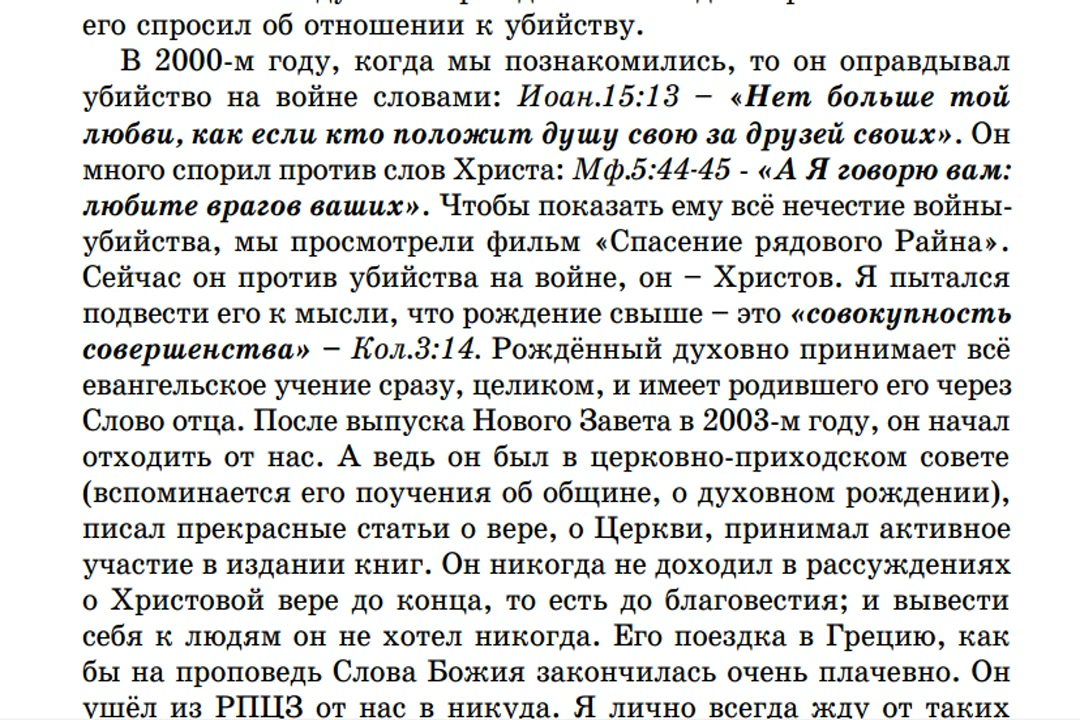 его спросил об отношении к убийству.
В 2000-м году, когда мы познакомились, то он оправдывал
убийство на войне словами: Иоан.15:13 – «Нет больше той
любви, как если кто положит душу свою за друзей своих». Он
много спорил против слов Христа: Мф.5:44-45 - «А Я говорю вам:
любите врагов ваших». Чтобы показать ему всё нечестие войны-
убийства, мы просмотрели фильм «Спасение рядового Райна».
Сейчас он против убийства на войне, он – Христов. Я пытался
подвести его к мысли, что рождение свыше – это «совокупность
совершенства» – Кол.3:14. Рождённый духовно принимает всё
евангельское учение сразу, целиком, и имеет родившего его через
Слово отца. После выпуска Нового Завета в 2003-м году, он начал
отходить от нас. А ведь он был в церковно-приходском совете
(вспоминается его поучения об общине, о духовном рождении),
писал прекрасные статьи о вере, о Церкви, принимал активное
участие в издании книг. Он никогда не доходил в рассуждениях
о Христовой вере до конца, то есть до благовестия; и вывести
себя к людям он не хотел никогда. Его поездка в Грецию, как
бы на проповедь Слова Божия закончилась очень плачевно. Он
ушёл из РПЦЗ от нас в никуда. Я лично всегда жду от таких